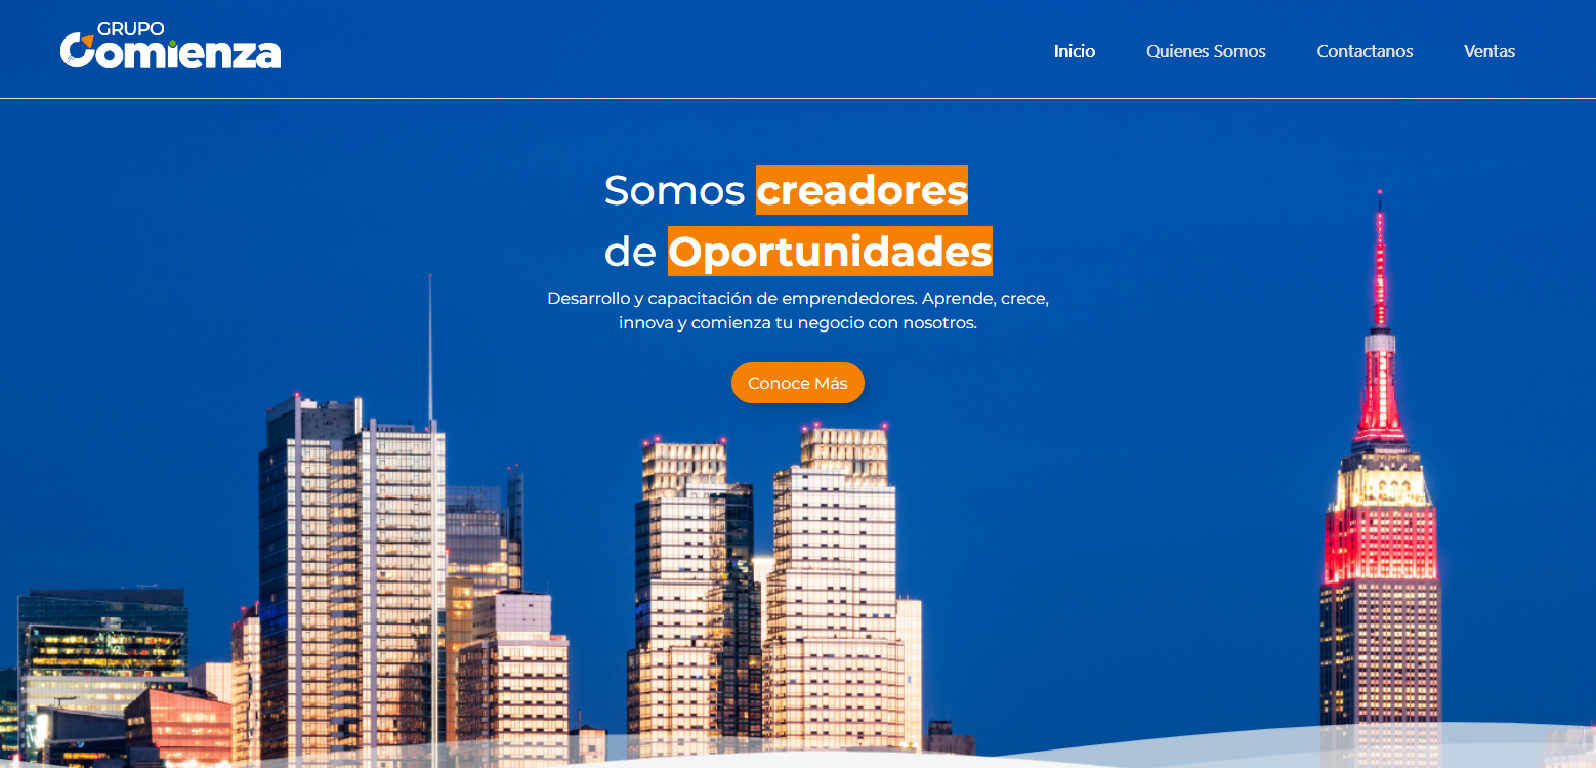 GRUPO
Comienza
Inicio
Quienes Somos
Contactanos
Ventas
Somos creadores
de Oportunidades
Desarrollo y capacitación de emprendedores. Aprende, crece,
innova y comienza tu negocio con nosotros.
Conoce Más